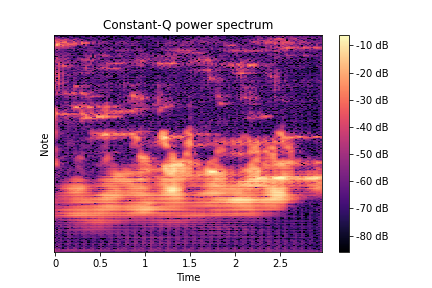 Constant-Q power spectrum
Note
-10 dB
-20 dB
-30 dB
-40 dB
-50 dB
-60 dB
-70 dB
-80 dB
0
0.5
1
1.5
2
2.5
Time